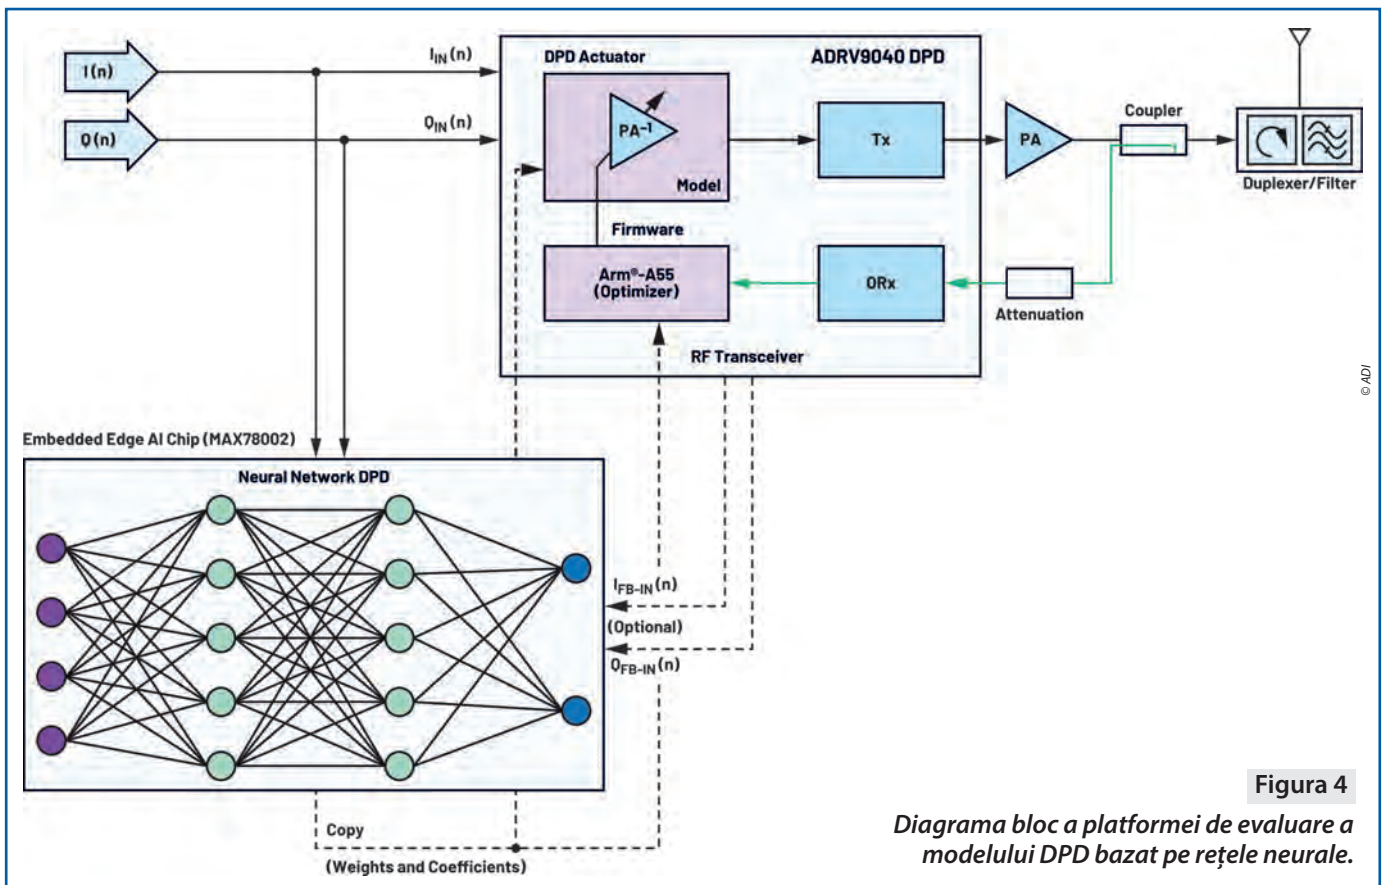 I(n)
Q(n)
I_IN(n)
Q_IN(n)
DPD Actuator
ADRV9040 DPD
PA⁻¹
Model
Tx
PA
Coupler
Duplexer/Filter
Firmware
Arm®-A55
(Optimizer)
ORx
Attenuation
RF Transceiver
© ADI
Embedded Edge AI Chip (MAX78002)
Neural Network DPD
I_FB-IN(n)
(Optional)
Q_FB-IN(n)
Copy
(Weights and Coefficients)
Figura 4
Diagrama bloc a platformei de evaluare a
modelului DPD bazat pe rețele neurale.